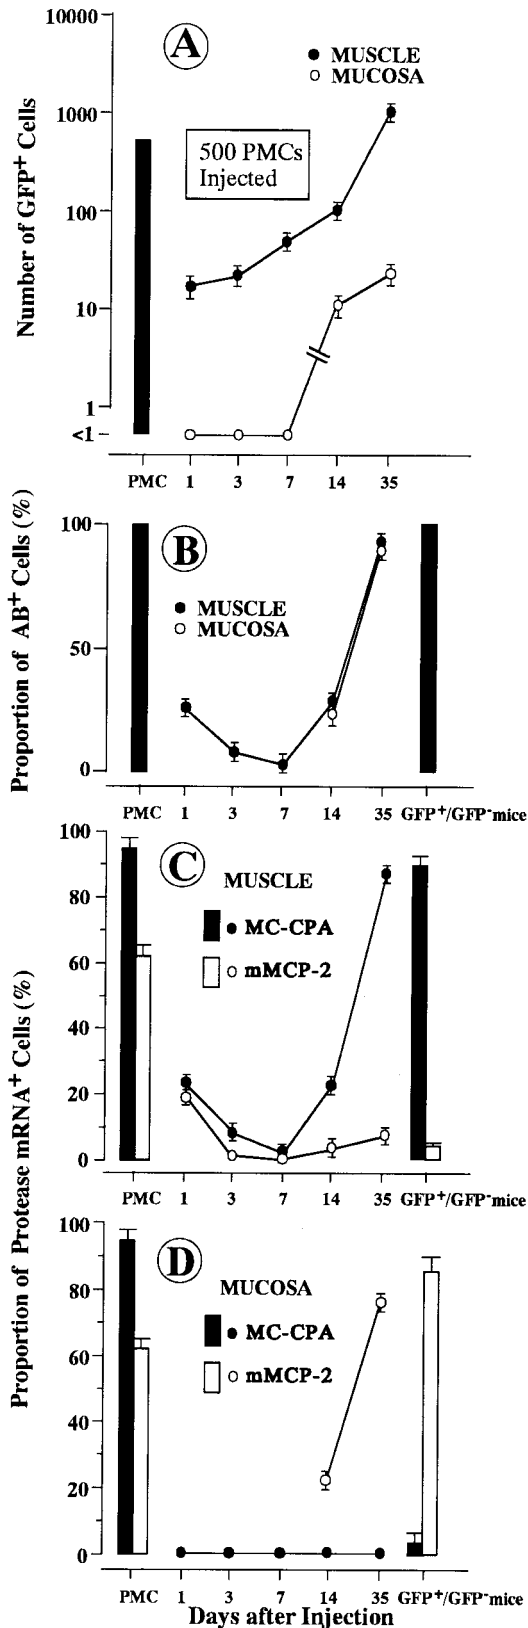 A
MUSCLE
MUCOSA
500 PMCs
Injected
Number of GFP+ Cells
10000
1000
100
10
1
<1
PMC 1 3 7 14 35
B
MUSCLE
MUCOSA
Proportion of AB+ Cells (%)
100
50
0
PMC 1 3 7 14 35 GFP+/GFP-mice
C
MUSCLE
MC-CPA
mMCP-2
Proportion of Protease mRNA+ Cells (%)
100
80
60
40
20
0
PMC 1 3 7 14 35 GFP+/GFP-mice
D
MUCOSA
MC-CPA
mMCP-2
100
80
60
40
20
0
PMC 1 3 7 14 35 GFP+/GFP-mice
Days after Injection